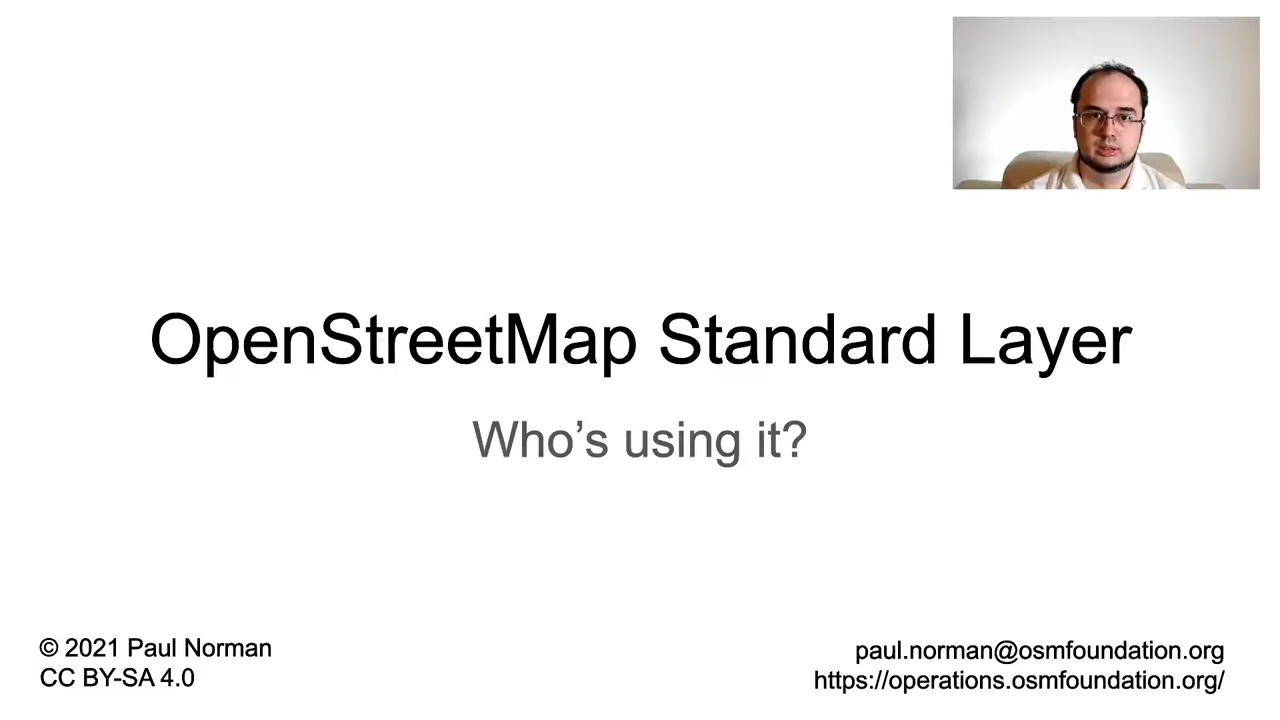 OpenStreetMap Standard Layer
Who’s using it?
© 2021 Paul Norman
CC BY-SA 4.0
paul.norman@osmfoundation.org
https://operations.osmfoundation.org/